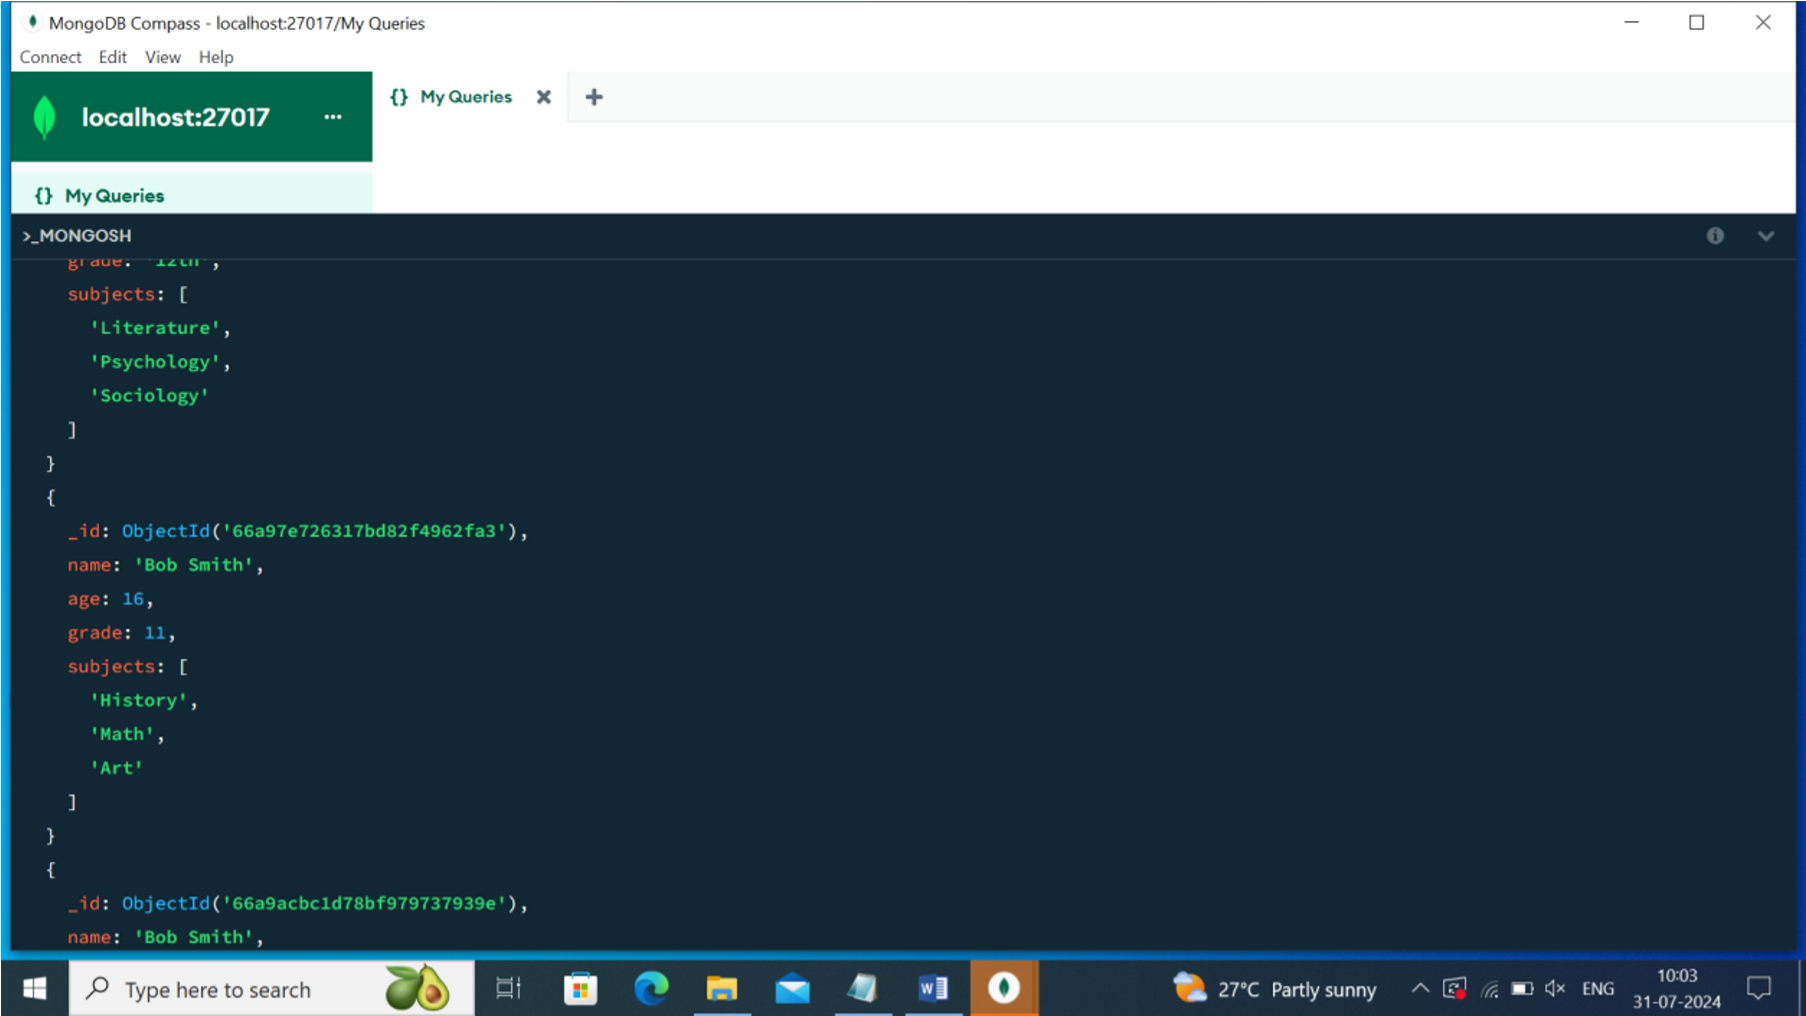 MongoDB Compass - localhost:27017/My Queries
Connect Edit View Help
localhost:27017 ...
{} My Queries
{} My Queries
>_MONGOSH
grade: '12th',
subjects: [
'Literature',
'Psychology',
'Sociology'
]
}
{
_id: ObjectId('66a97e726317bd82f4962fa3'),
name: 'Bob Smith',
age: 16,
grade: 11,
subjects: [
'History',
'Math',
'Art'
]
}
{
_id: ObjectId('66a9acbc1d78bf979737939e'),
name: 'Bob Smith',
Type here to search
27°C Partly sunny
ENG
10:03
31-07-2024